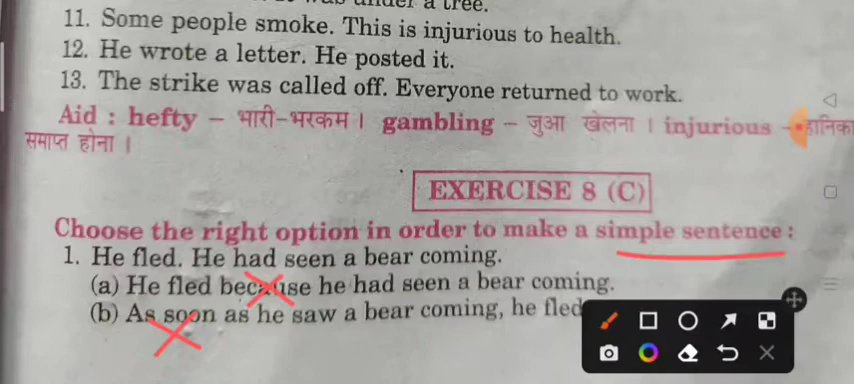 under a tree.
11. Some people smoke. This is injurious to health.
12. He wrote a letter. He posted it.
13. The strike was called off. Everyone returned to work.
Aid : hefty – भारी-भरकम । gambling – जुआ खेलना । injurious – हानिका
समाप्त होना ।
EXERCISE 8 (C)
Choose the right option in order to make a simple sentence :
1. He fled. He had seen a bear coming.
(a) He fled because he had seen a bear coming.
(b) As soon as he saw a bear coming, he fled